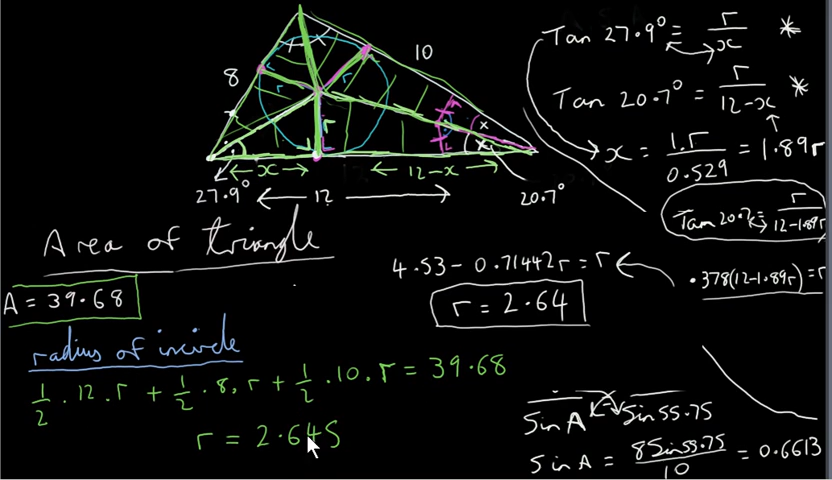 8
10
r
r
r
x
x
x
12-x
27.9°
12
20.7°
Tan 27.9° = r/x *
Tan 20.7° = r/(12-x) *
x = 1.r/0.529 = 1.89r
Tan 20.7 = r/(12-1.89r
.378(12-1.89r) = r
4.53 - 0.71442r = r
r = 2.64
Area of triangle
A = 39.68
radius of incircle
1/2 . 12 . r + 1/2 . 8 . r + 1/2 . 10 . r = 39.68
r = 2.645
Sin A = Sin 55.75
Sin A = 8Sin55.75/10 = 0.6613